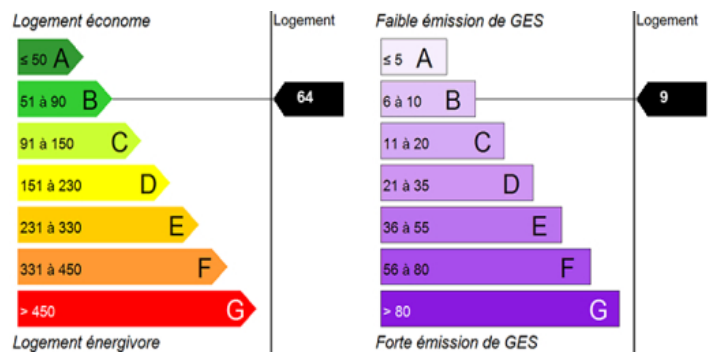 Logement économe
Logement
≤ 50 A
51 à 90 B
64
91 à 150 C
151 à 230 D
231 à 330 E
331 à 450 F
> 450 G
Logement énergivore
Faible émission de GES
Logement
≤ 5 A
6 à 10 B
9
11 à 20 C
21 à 35 D
36 à 55 E
56 à 80 F
> 80 G
Forte émission de GES